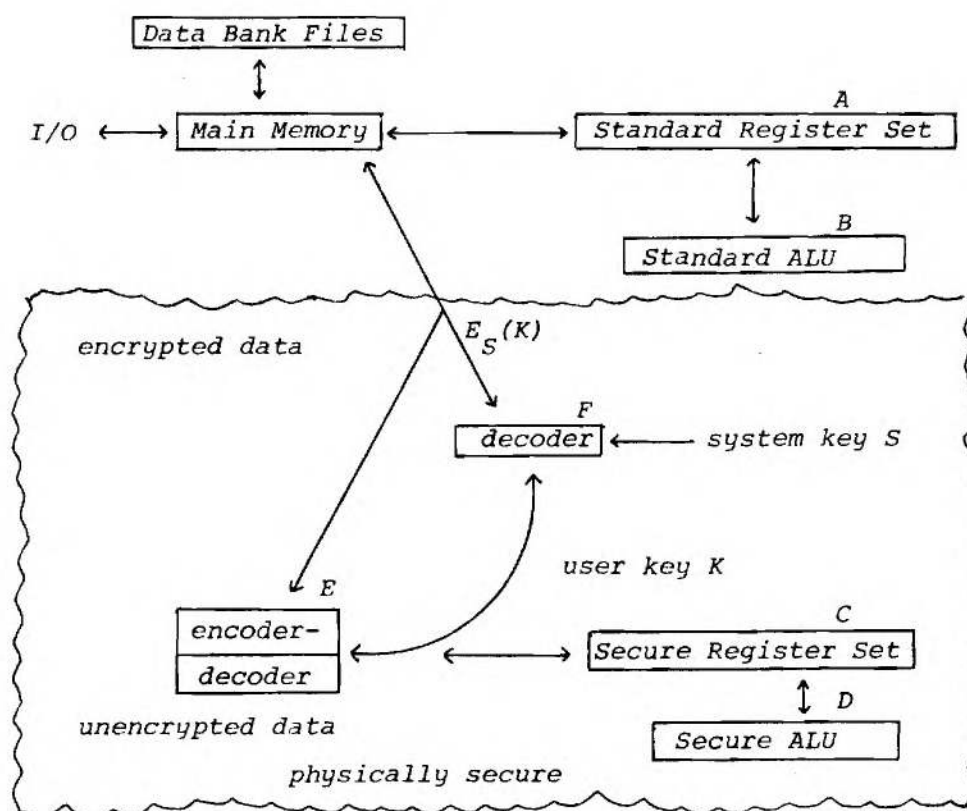 Data Bank Files
A
I/O
Main Memory
Standard Register Set
B
Standard ALU
E_S(K)
encrypted data
F
decoder
system key S
user key K
E
C
encoder-
decoder
Secure Register Set
D
unencrypted data
Secure ALU
physically secure